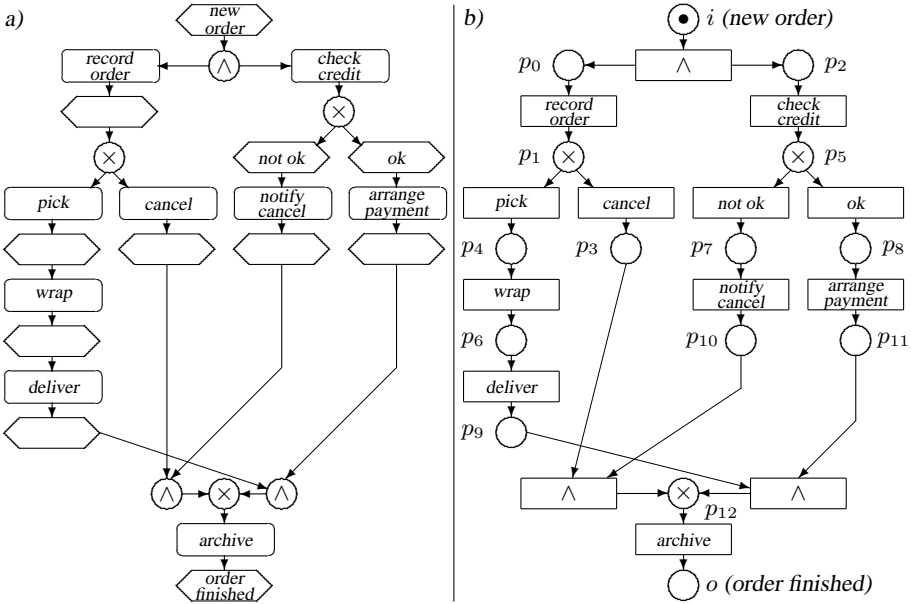 a)
new
order
record
order
∧
check
credit
×
×
not ok
ok
pick
cancel
notify
cancel
arrange
payment
wrap
deliver
∧
×
∧
archive
order
finished
b)
i (new order)
p0
∧
p2
record
order
check
credit
p1
×
×
p5
pick
cancel
not ok
ok
p4
p3
p7
p8
wrap
notify
cancel
arrange
payment
p6
p10
p11
deliver
p9
∧
×
∧
p12
archive
o (order finished)